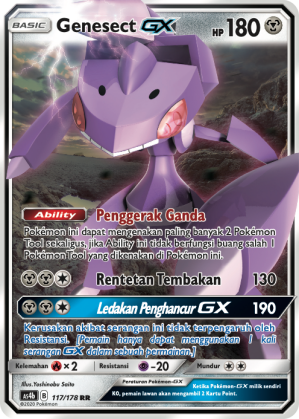 BASIC Genesect GX HP 180
Ability Penggerak Ganda
Pokémon ini dapat mengenakan paling banyak 2 Pokémon
Tool sekaligus, jika Ability ini tidak berfungsi buang salah 1
Pokémon Tool yang dikenakan di Pokémon ini.
Rentetan Tembakan 130
Ledakan Penghancur GX 190
Kerusakan akibat serangan ini tidak terpengaruh oleh
Resistansi. [Pemain hanya dapat menggunakan 1 kali
serangan GX dalam sebuah permainan.]
Kelemahan ×2 Resistansi -20 Mundur
Illus.Yoshinobu Saito
Peraturan Pokémon-GX
Ketika Pokémon-GX milik sendiri
KO, pemain lawan akan mengambil 2 Kartu Point.
AS4b D 117/178 RR
©2020 Pokémon